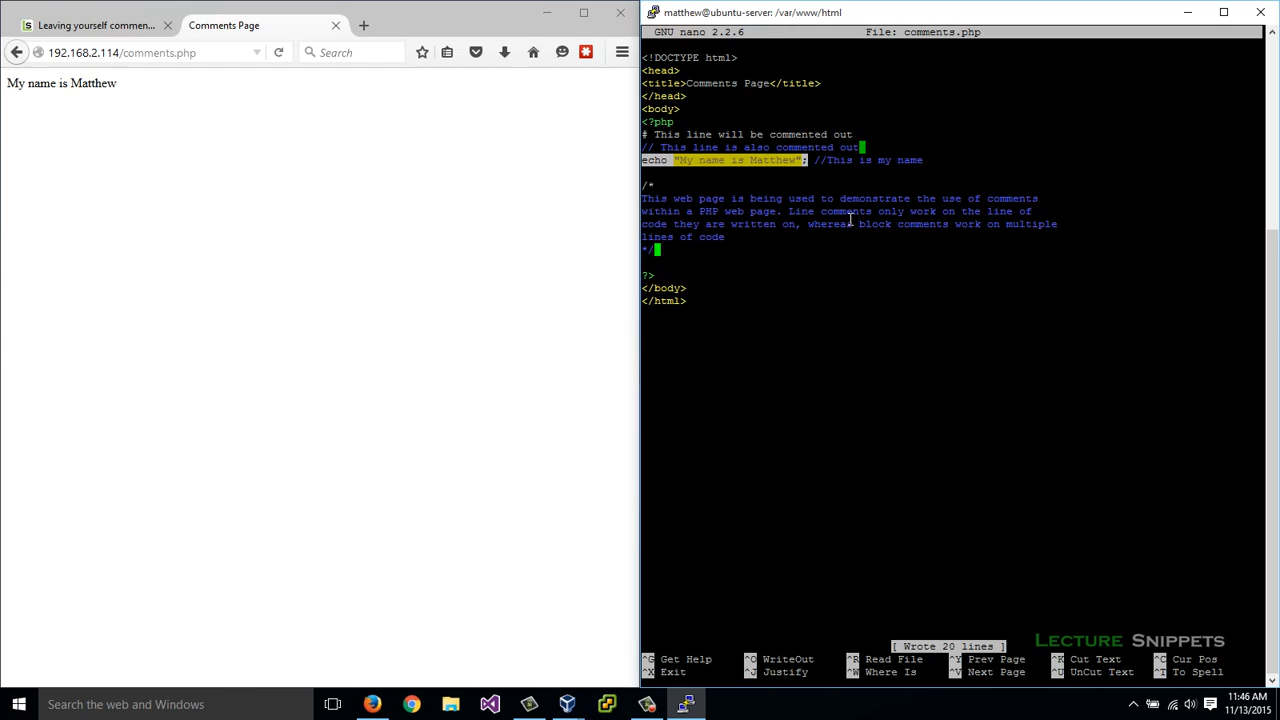 Leaving yourself remen...
Comments Page
192.168.2.114/comments.php
Search
My name is Matthew
matthew@ubuntu-server: /var/www/html
GNU nano 2.2.6 File: comments.php
<!DOCTYPE html>
<head>
<title>Comments Page</title>
</head>
<body>
<?php
# This line will be commented out
// This line is also commented out
echo "My name is Matthew"; //This is my name
/*
This web page is being used to demonstrate the use of comments
within a PHP web page. Line comments only work on the line of
code they are written on, whereas block comments work on multiple
lines of code
*/
?>
</body>
</html>
LECTURE SNIPPETS
[ Wrote 20 lines ]
^G Get Help ^O WriteOut ^R Read File ^Y Prev Page ^K Cut Text ^C Cur Pos
^X Exit ^J Justify ^W Where Is ^V Next Page ^U UnCut Text ^T To Spell
Search the web and Windows
11:46 AM
11/13/2015